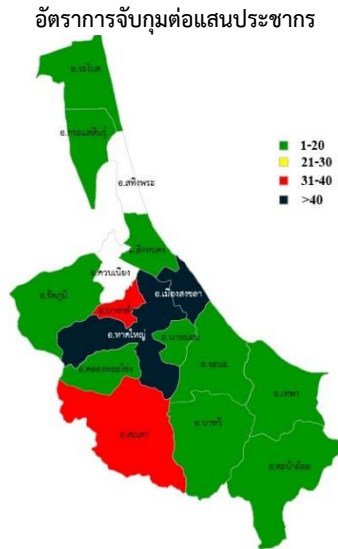 อัตราการจับกุมต่อแสนประชากร
อ.ระโนด
อ.กระแสสินธุ์
อ.สทิงพระ
1-20
21-30
31-40
>40
อ.สิงหนคร
อ.ควนเนียง
อ.เมืองสงขลา
อ.รัตภูมิ
อ.บางกล่ำ
อ.หาดใหญ่
อ.นาหม่อม
อ.จะนะ
อ.คลองหอยโข่ง
อ.เทพา
อ.สะเดา
อ.นาทวี
อ.สะบ้าย้อย